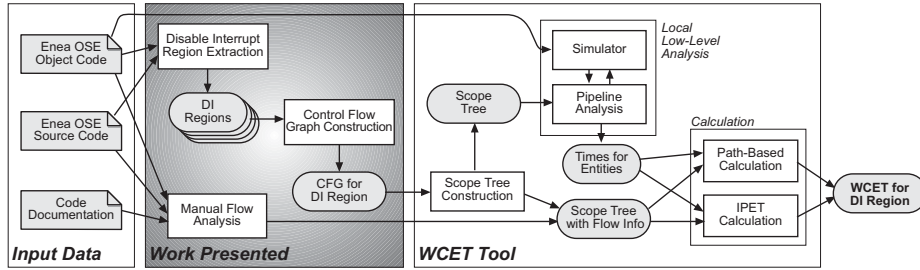 Enea OSE
Object Code
Enea OSE
Source Code
Code
Documentation
Input Data
Disable Interrupt
Region Extraction
DI
Regions
Control Flow
Graph Construction
CFG for
DI Region
Manual Flow
Analysis
Work Presented
Scope
Tree
Scope Tree
Construction
Simulator
Pipeline
Analysis
Local
Low-Level
Analysis
Times for
Entities
Scope Tree
with Flow Info
Calculation
Path-Based
Calculation
IPET
Calculation
WCET Tool
WCET for
DI Region